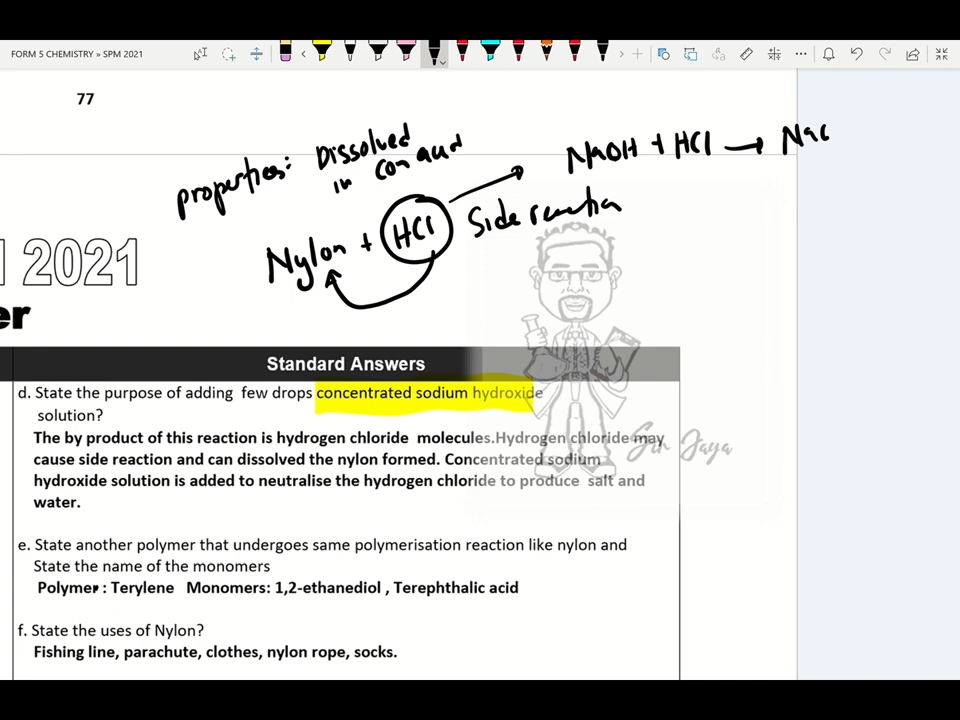 FORM 5 CHEMISTRY » SPM 2021
77
properties: Dissolved
in con acid
NaOH + HCl → Nac
Nylon + HCl Side reaction
2021
er
Standard Answers
d. State the purpose of adding few drops concentrated sodium hydroxide
solution?
The by product of this reaction is hydrogen chloride molecules.Hydrogen chloride may
cause side reaction and can dissolved the nylon formed. Concentrated sodium
hydroxide solution is added to neutralise the hydrogen chloride to produce salt and
water.
Sir Jaya
e. State another polymer that undergoes same polymerisation reaction like nylon and
State the name of the monomers
Polymer : Terylene Monomers: 1,2-ethanediol , Terephthalic acid
f. State the uses of Nylon?
Fishing line, parachute, clothes, nylon rope, socks.